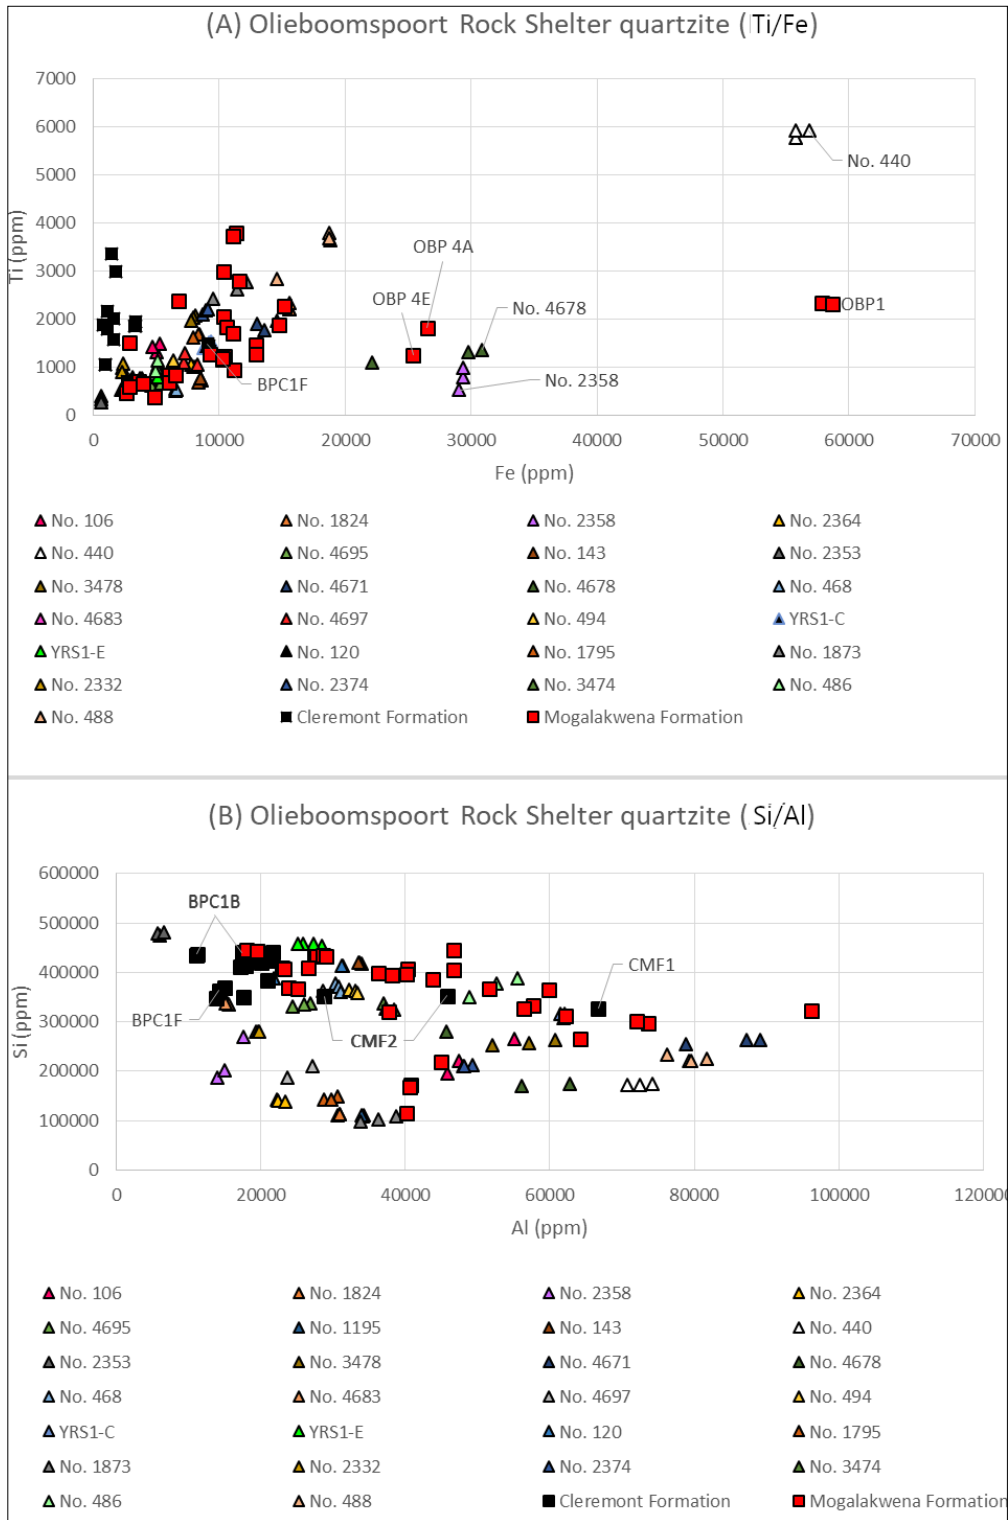 (A) Olieboomspoort Rock Shelter quartzite (Ti/Fe)
7000
6000
5000
4000
3000
2000
1000
0
Ti (ppm)
No. 440
OBP 4A
OBP 4E
No. 4678
OBP1
BPC1F
No. 2358
0 10000 20000 30000 40000 50000 60000 70000
Fe (ppm)
No. 106 No. 1824 No. 2358 No. 2364
No. 440 No. 4695 No. 143 No. 2353
No. 3478 No. 4671 No. 4678 No. 468
No. 4683 No. 4697 No. 494 YRS1-C
YRS1-E No. 120 No. 1795 No. 1873
No. 2332 No. 2374 No. 3474 No. 486
No. 488 Cleremont Formation Mogalakwena Formation
(B) Olieboomspoort Rock Shelter quartzite (Si/Al)
600000
500000
400000
300000
200000
100000
0
Si (ppm)
BPC1B
CMF1
BPC1F
CMF2
0 20000 40000 60000 80000 100000 120000
Al (ppm)
No. 106 No. 1824 No. 2358 No. 2364
No. 4695 No. 1195 No. 143 No. 440
No. 2353 No. 3478 No. 4671 No. 4678
No. 468 No. 4683 No. 4697 No. 494
YRS1-C YRS1-E No. 120 No. 1795
No. 1873 No. 2332 No. 2374 No. 3474
No. 486 No. 488 Cleremont Formation Mogalakwena Formation